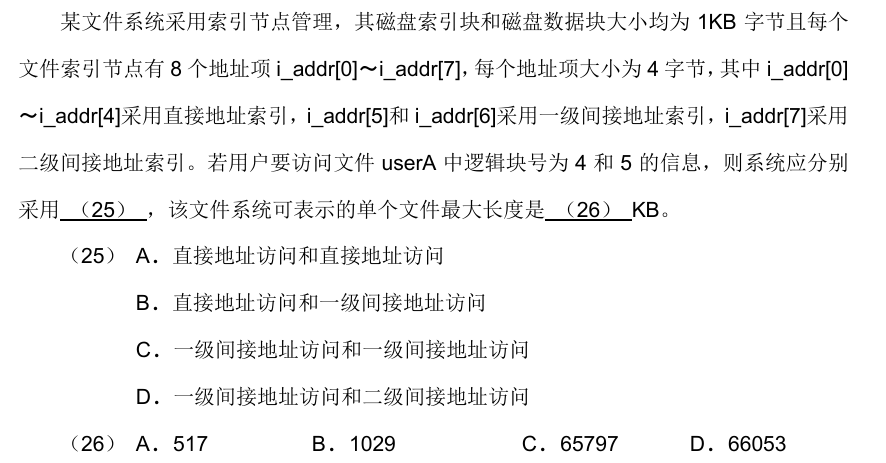 某文件系统采用索引节点管理，其磁盘索引块和磁盘数据块大小均为 1KB 字节且每个
文件索引节点有 8 个地址项 i_addr[0]～i_addr[7]，每个地址项大小为 4 字节，其中 i_addr[0]
～i_addr[4]采用直接地址索引，i_addr[5]和 i_addr[6]采用一级间接地址索引，i_addr[7]采用
二级间接地址索引。若用户要访问文件 userA 中逻辑块号为 4 和 5 的信息，则系统应分别
采用 （25） ，该文件系统可表示的单个文件最大长度是 （26） KB。
（25） A．直接地址访问和直接地址访问
B．直接地址访问和一级间接地址访问
C．一级间接地址访问和一级间接地址访问
D．一级间接地址访问和二级间接地址访问
（26） A．517 B．1029 C．65797 D．66053